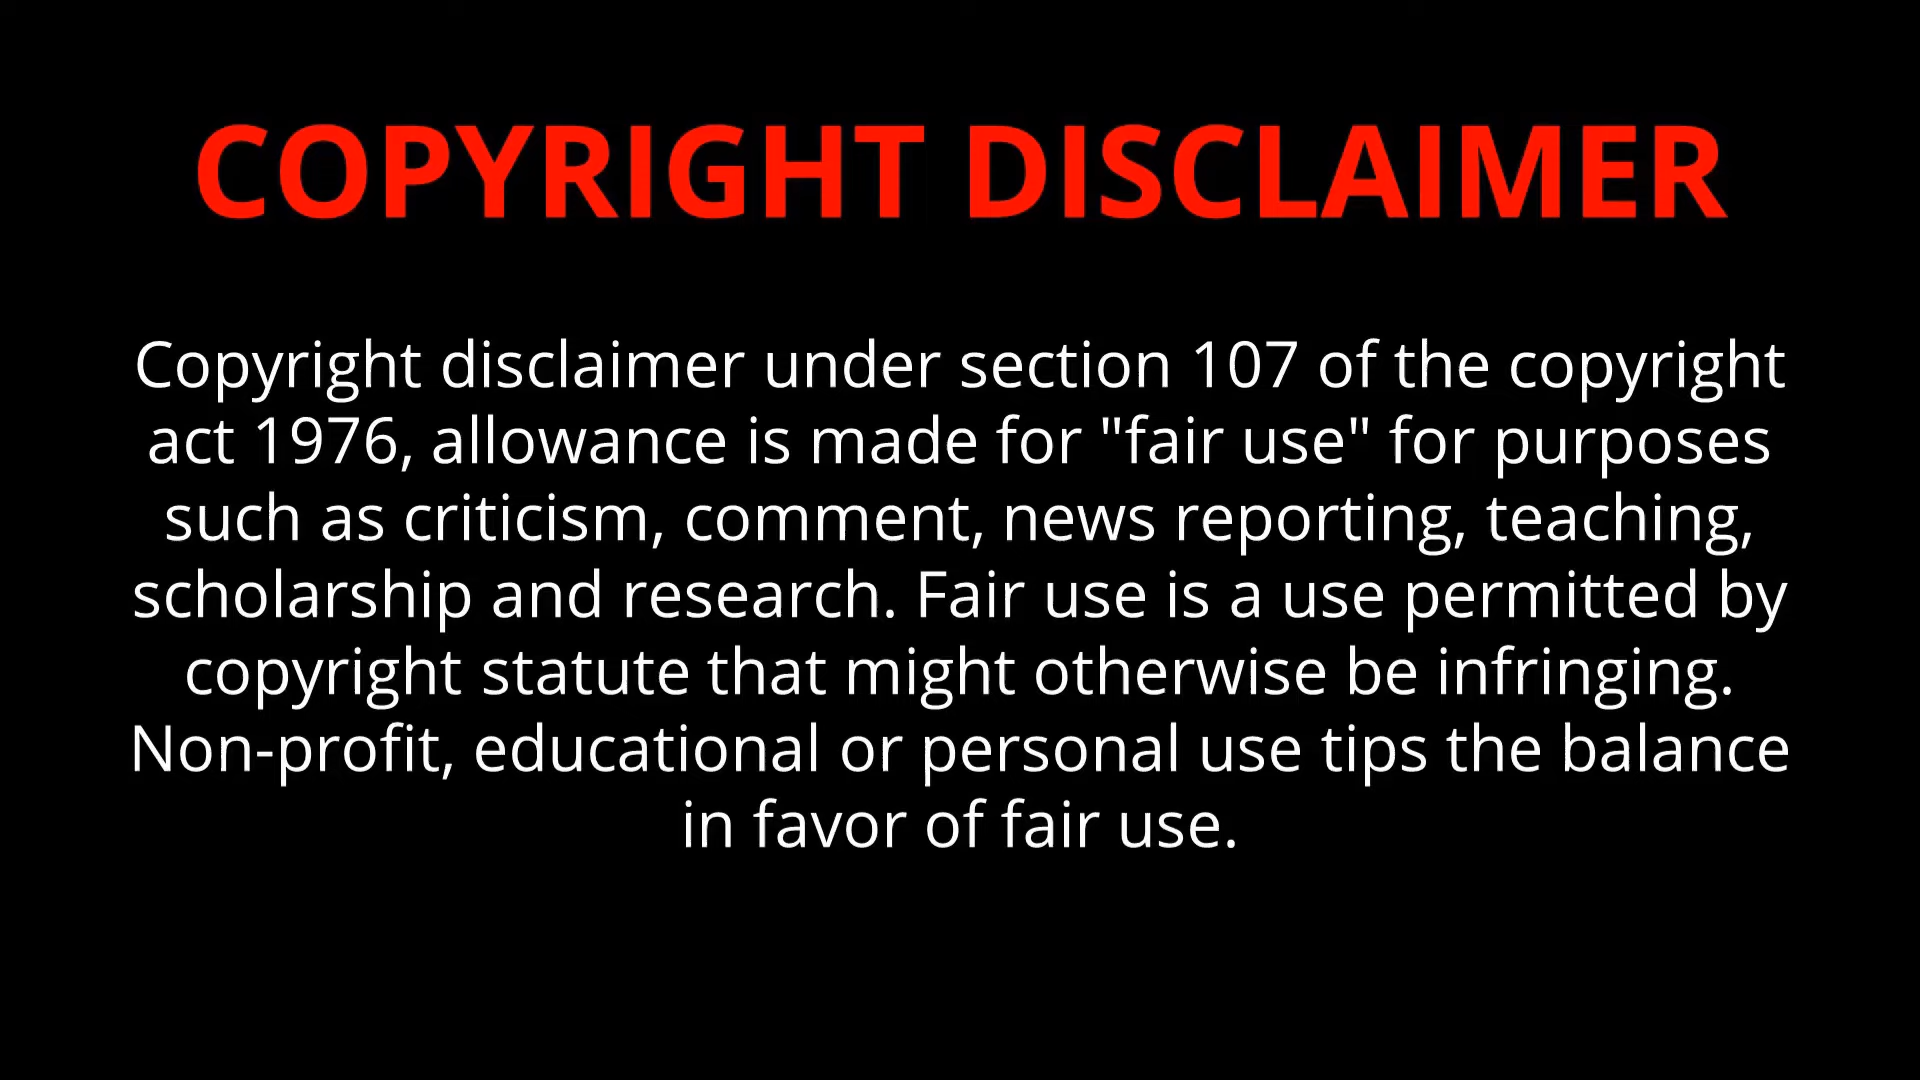 COPYRIGHT DISCLAIMER
Copyright disclaimer under section 107 of the copyright
act 1976, allowance is made for "fair use" for purposes
such as criticism, comment, news reporting, teaching,
scholarship and research. Fair use is a use permitted by
copyright statute that might otherwise be infringing.
Non-profit, educational or personal use tips the balance
in favor of fair use.